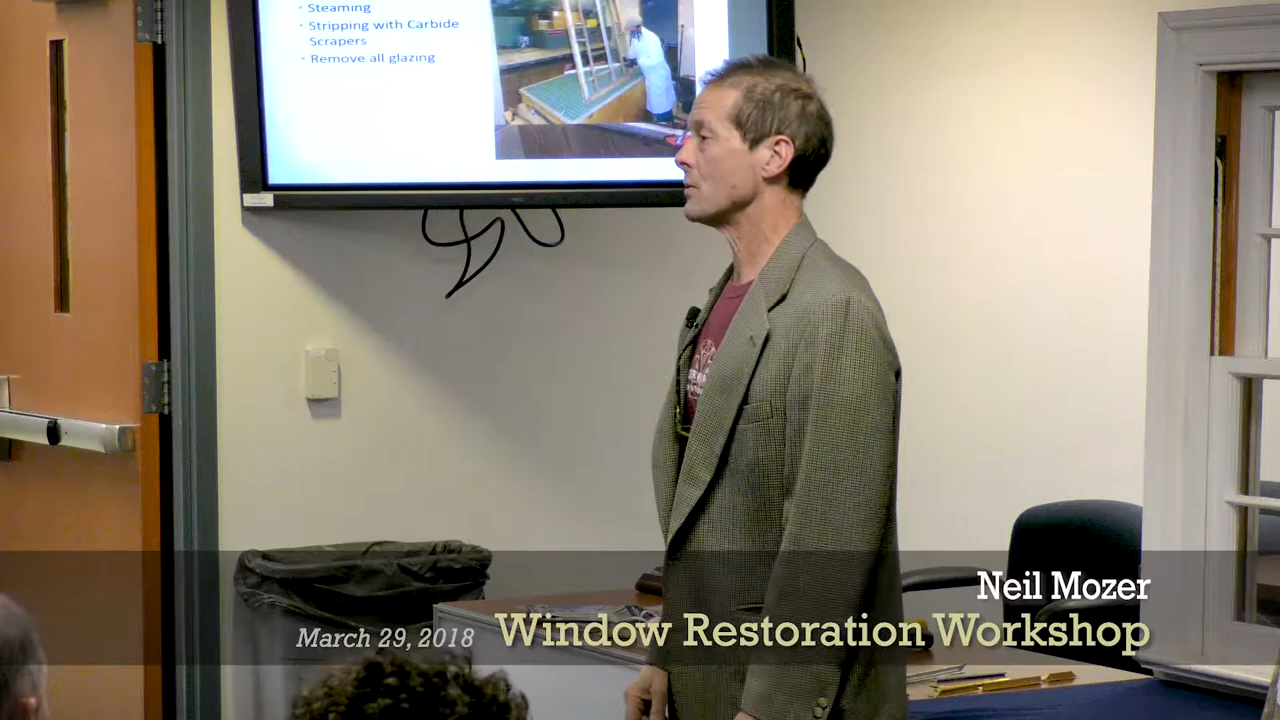 • Steaming
• Stripping with Carbide
Scrapers
• Remove all glazing
Neil Mozer
March 29, 2018 Window Restoration Workshop